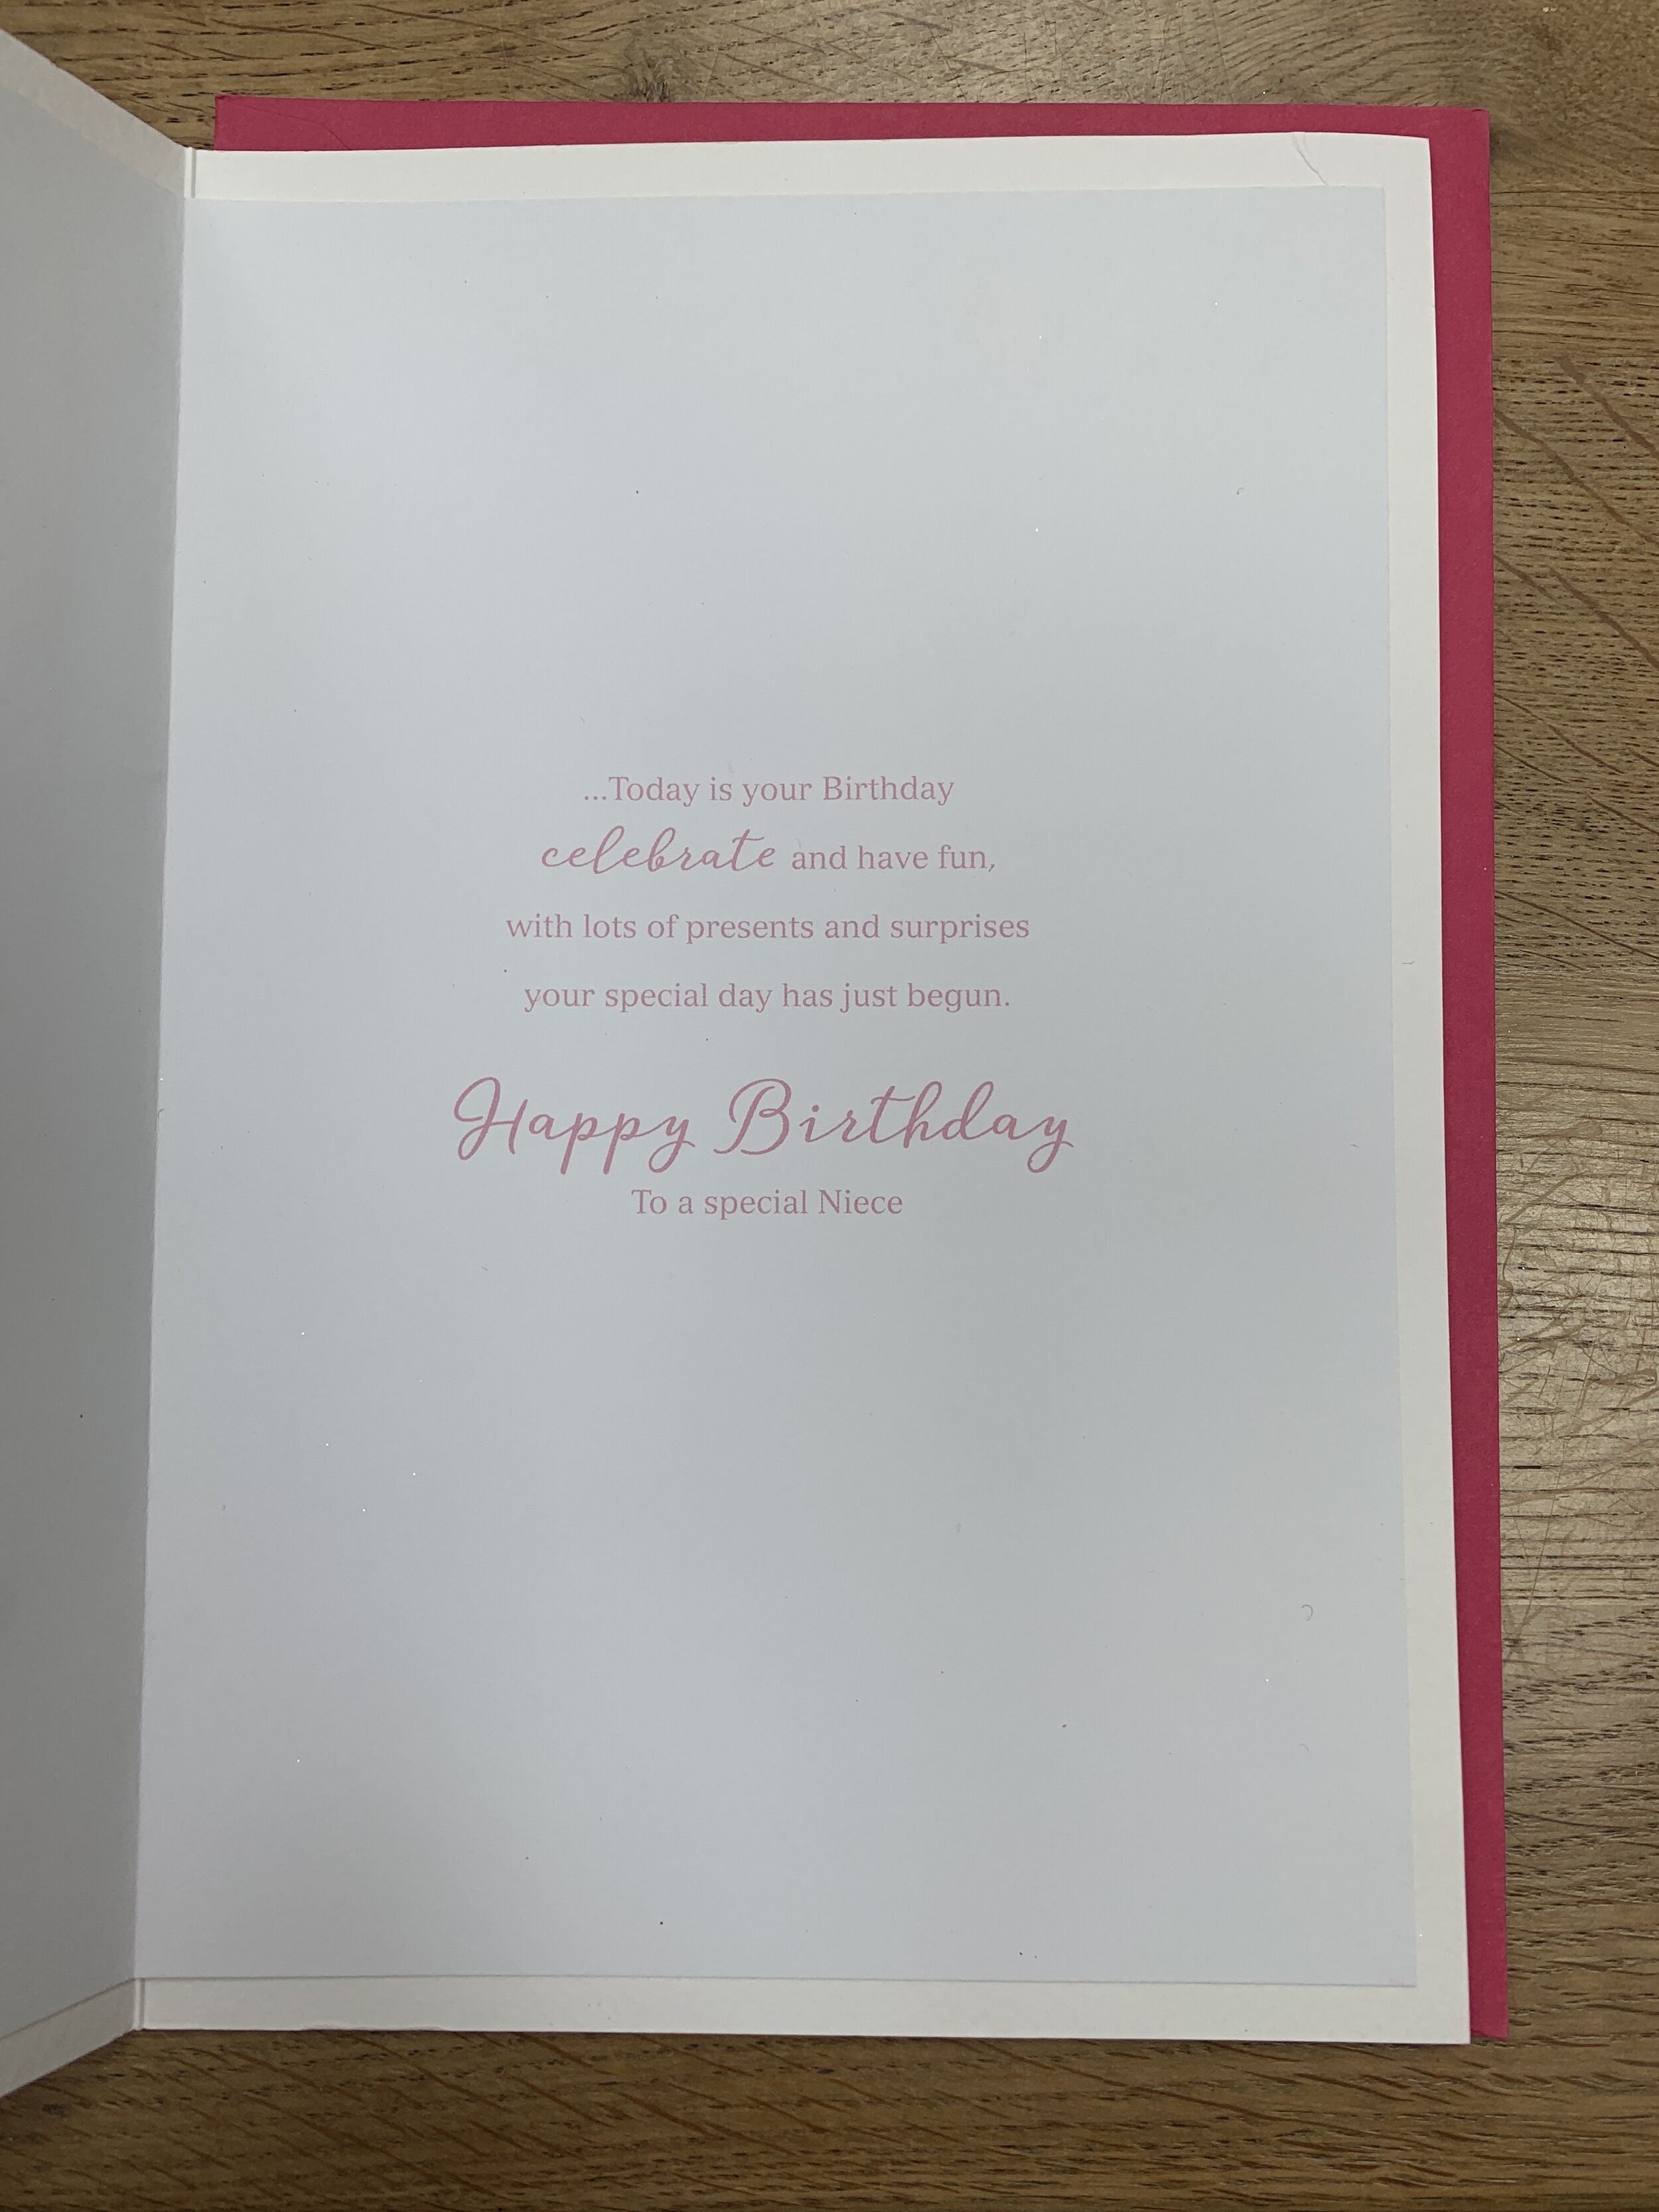 ...Today is your Birthday
celebrate and have fun,
with lots of presents and surprises
your special day has just begun.
Happy Birthday
To a special Niece